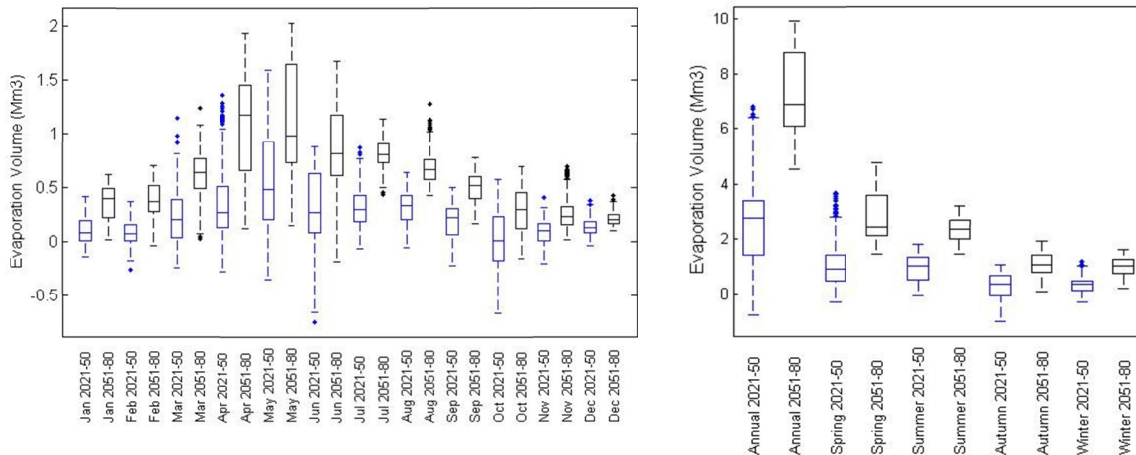 Evaporation Volume (Mm3)
2
1.5
1
0.5
0
-0.5
Jan 2021-50
Jan 2051-80
Feb 2021-50
Feb 2051-80
Mar 2021-50
Mar 2051-80
Apr 2021-50
Apr 2051-80
May 2021-50
May 2051-80
Jun 2021-50
Jun 2051-80
Jul 2021-50
Jul 2051-80
Aug 2021-50
Aug 2051-80
Sep 2021-50
Sep 2051-80
Oct 2021-50
Oct 2051-80
Nov 2021-50
Nov 2051-80
Dec 2021-50
Dec 2051-80
Evaporation Volume (Mm3)
10
8
6
4
2
0
Annual 2021-50
Annual 2051-80
Spring 2021-50
Spring 2051-80
Summer 2021-50
Summer 2051-80
Autumn 2021-50
Autumn 2051-80
Winter 2021-50
Winter 2051-80